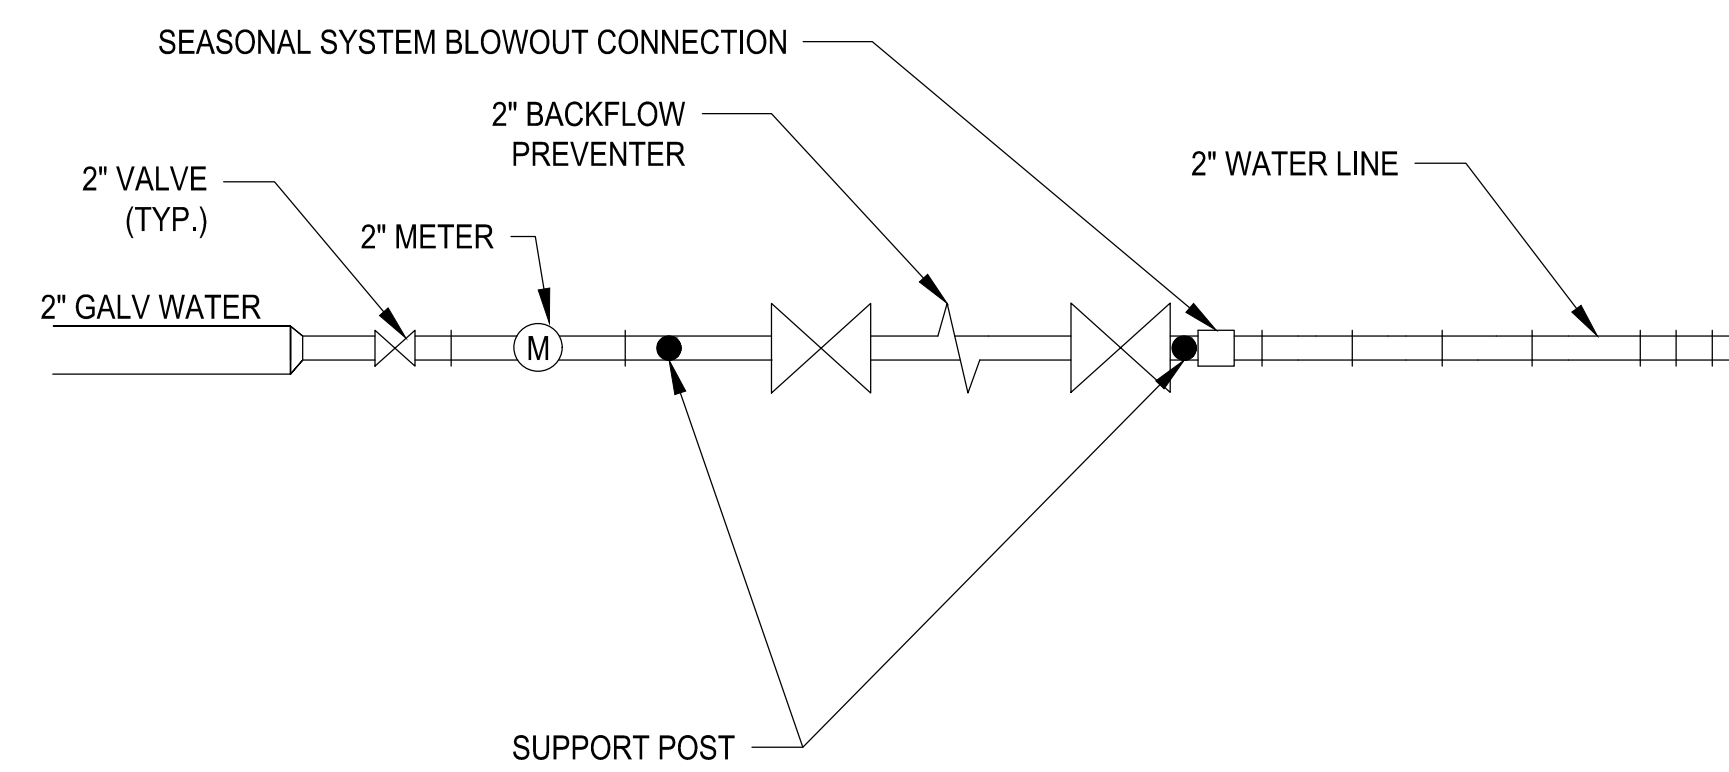 SEASONAL SYSTEM BLOWOUT CONNECTION
2" BACKFLOW
PREVENTER
2" WATER LINE
2" VALVE
(TYP.)
2" METER
2" GALV WATER
M
SUPPORT POST